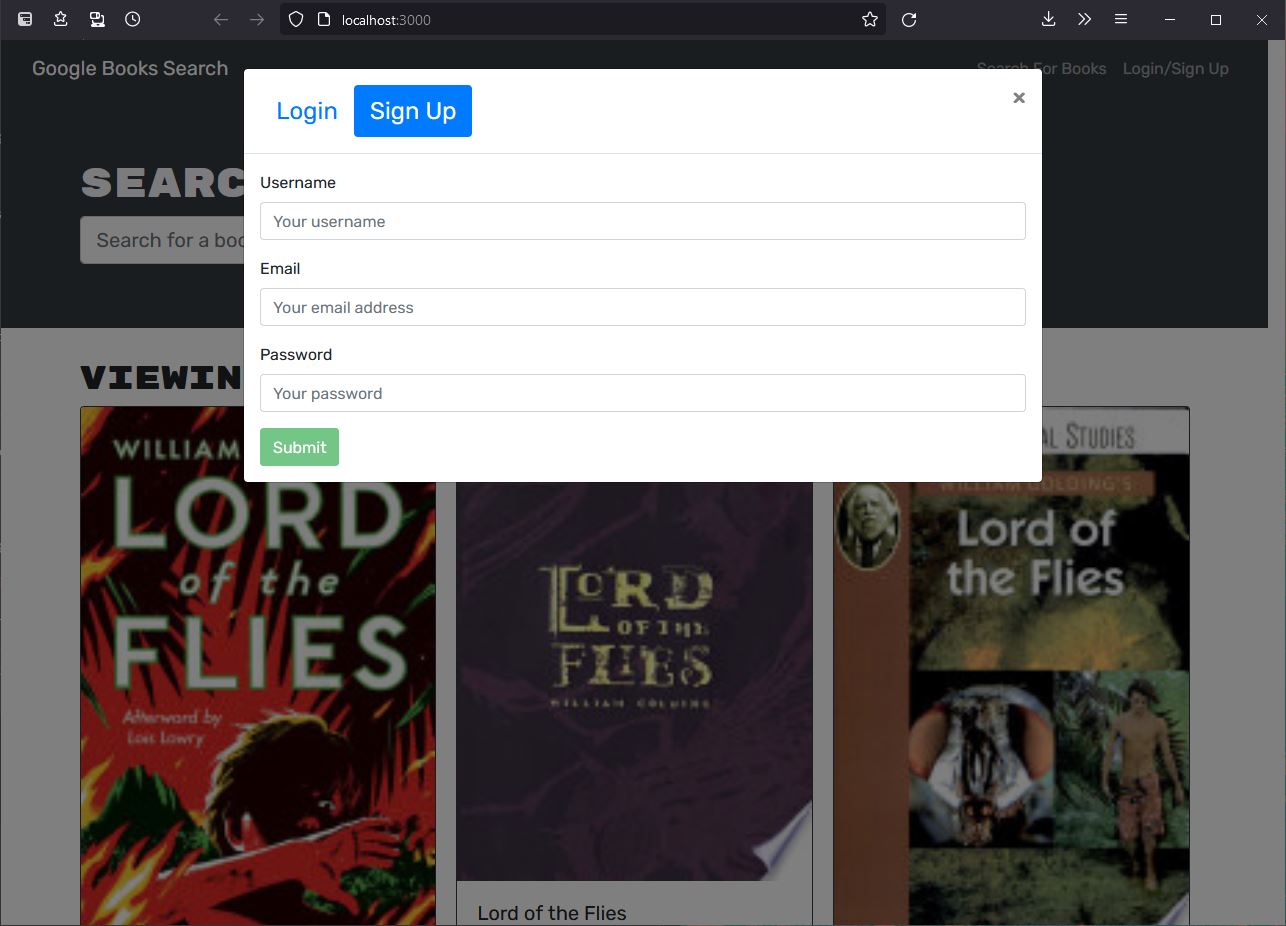 localhost:3000
Google Books Search
Search For Books
Login/Sign Up
Login
Sign Up
×
SEARC
Search for a boo
Username
Your username
Email
Your email address
Password
Your password
Submit
VIEWIN
WILLIAM
LORD
of the
FLIES
Afterword by
Lois Lowry
LORD
OF THE
FLIES
WILLIAM GOLDING
AL STUDIES
WILLIAM GOLDING'S
Lord of
the Flies
Lord of the Flies